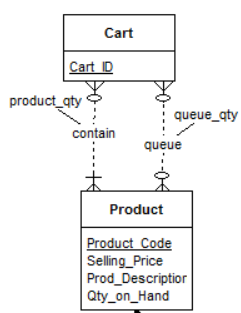 Cart
Cart_ID
product_qty
queue_qty
contain
queue
Product
Product_Code
Selling_Price
Prod_Descriptior
Qty_on_Hand